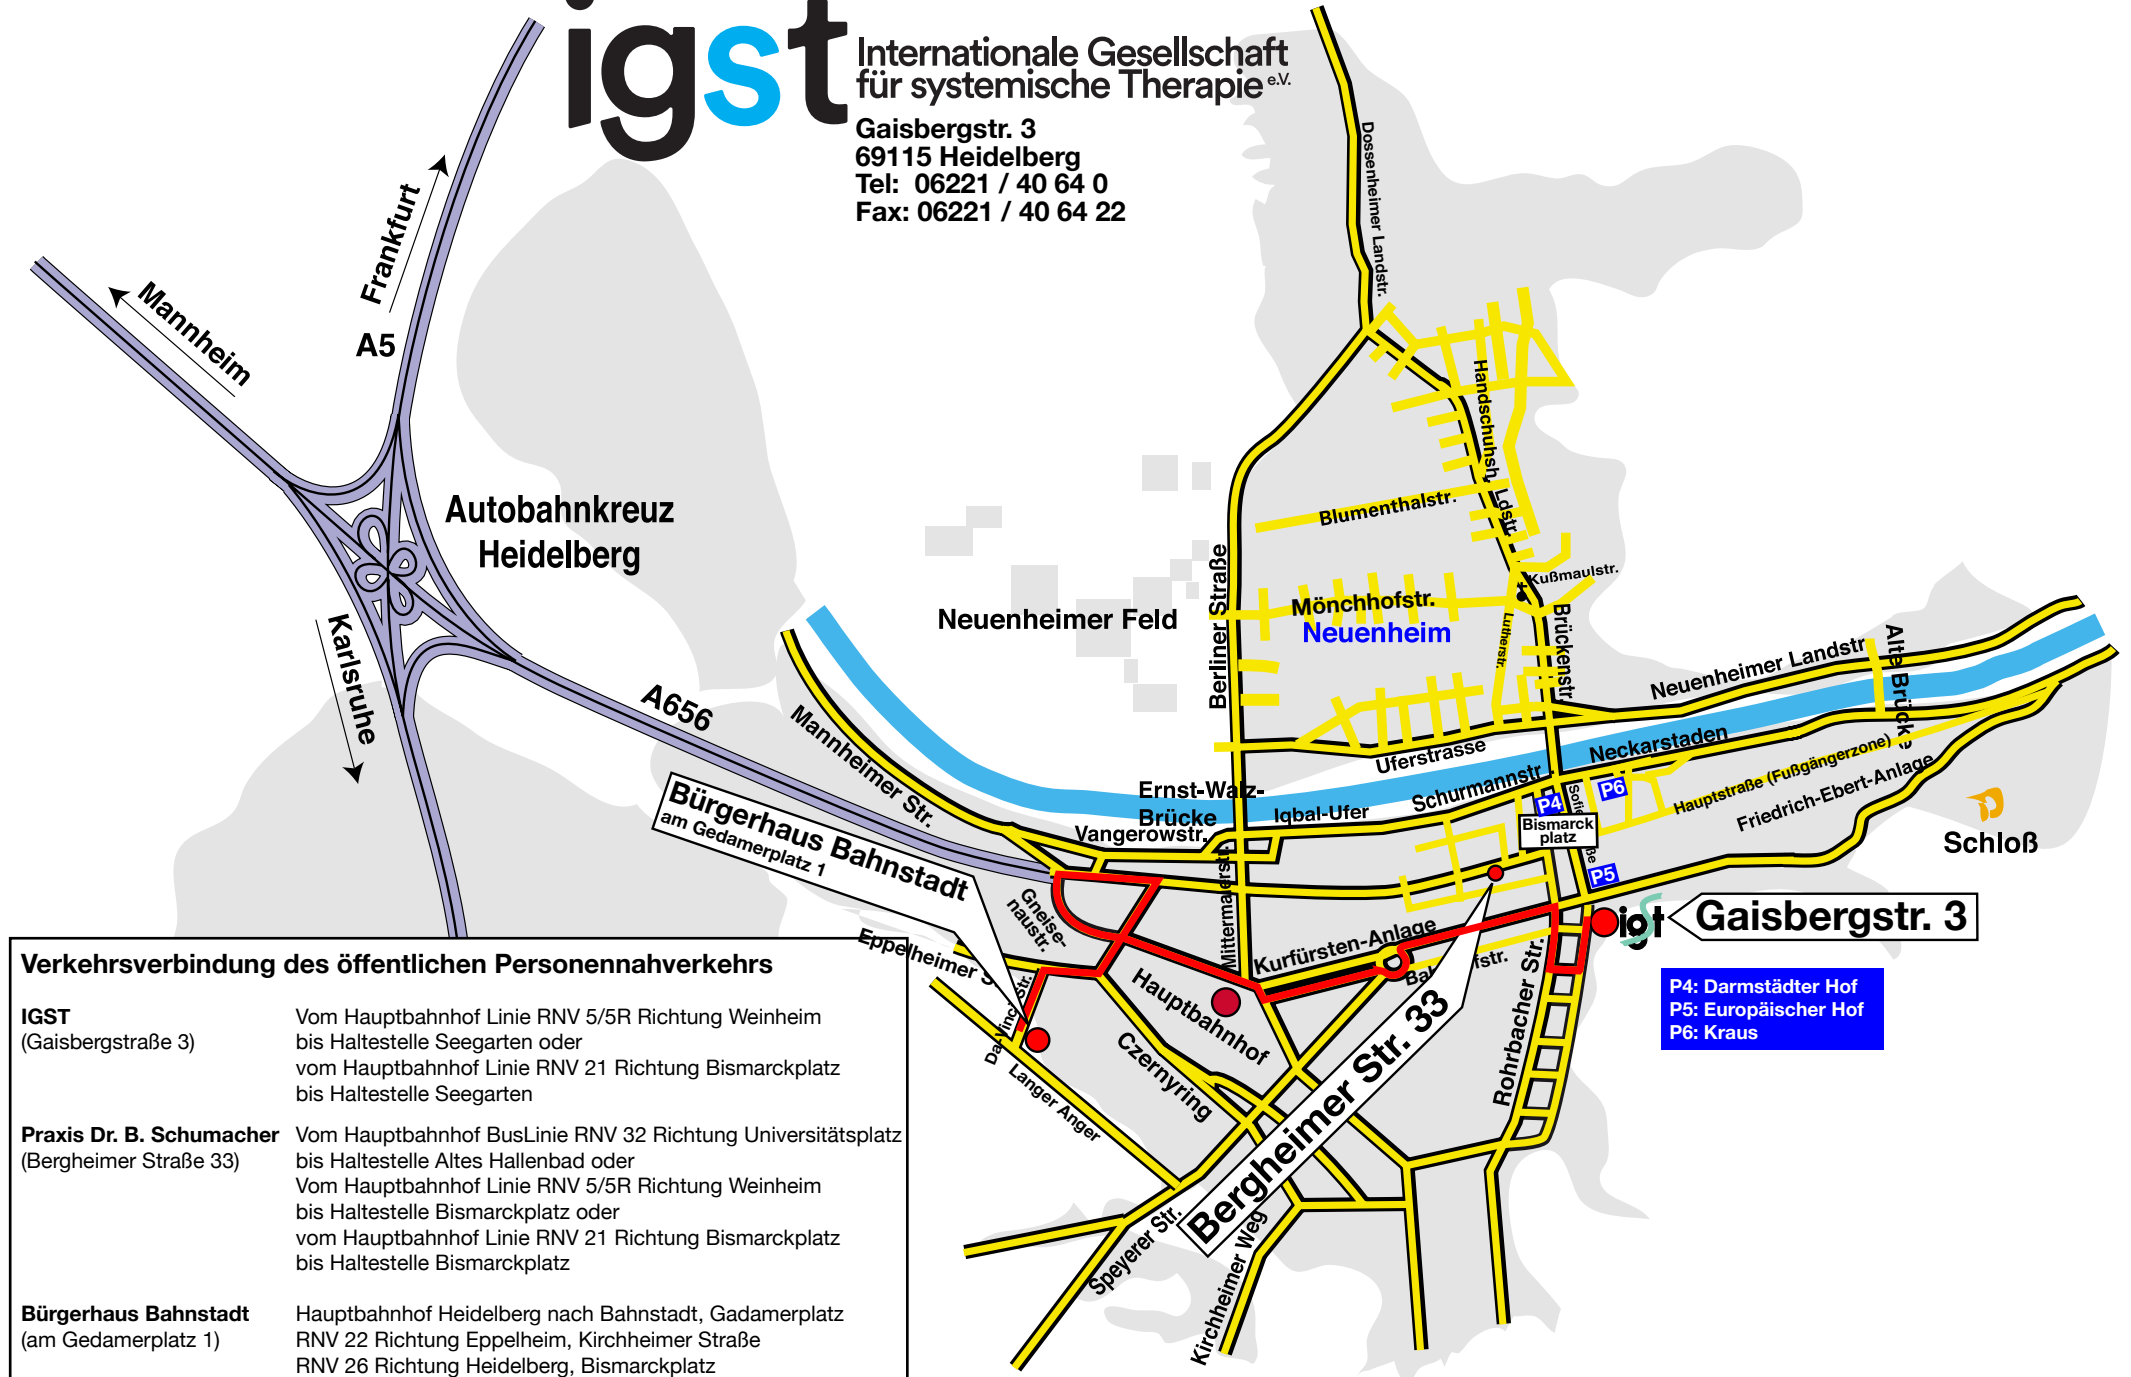 igst
Internationale Gesellschaft
für systemische Therapie e.V.
Gaisbergstr. 3
69115 Heidelberg
Tel: 06221 / 40 64 0
Fax: 06221 / 40 64 22
Frankfurt
Mannheim
A5
Autobahnkreuz
Heidelberg
Karlsruhe
A656
Dossenheimer Landstr.
Handschuhsh. Ldstr.
Blumenthalstr.
Berliner Straße
Kußmaulstr.
Mönchhofstr.
Neuenheim
Neuenheimer Feld
Lutherstr.
Brückenstr.
Neuenheimer Landstr.
Alte Brücke
Mannheimer Str.
Uferstrasse
Neckarstaden
Schurmannstr.
Ernst-Walz-
Brücke
Iqbal-Ufer
Vangerowstr.
P4
P6
Hauptstraße (Fußgängerzone)
Friedrich-Ebert-Anlage
Bismarck
platz
P5
Schloß
Bürgerhaus Bahnstadt
am Gedamerplatz 1
Mittermaierstr.
Gneise-
naustr.
Eppelheimer
Kurfürsten-Anlage
igst
Gaisbergstr. 3
Hauptbahnhof
Rohrbacher Str.
P4: Darmstädter Hof
P5: Europäischer Hof
P6: Kraus
Czernyring
Langer Anger
Bergheimer Str. 33
Speyerer Str.
Kirchheimer Weg
Verkehrsverbindung des öffentlichen Personennahverkehrs
IGST
(Gaisbergstraße 3)
Vom Hauptbahnhof Linie RNV 5/5R Richtung Weinheim
bis Haltestelle Seegarten oder
vom Hauptbahnhof Linie RNV 21 Richtung Bismarckplatz
bis Haltestelle Seegarten
Praxis Dr. B. Schumacher
(Bergheimer Straße 33)
Vom Hauptbahnhof BusLinie RNV 32 Richtung Universitätsplatz
bis Haltestelle Altes Hallenbad oder
Vom Hauptbahnhof Linie RNV 5/5R Richtung Weinheim
bis Haltestelle Bismarckplatz oder
vom Hauptbahnhof Linie RNV 21 Richtung Bismarckplatz
bis Haltestelle Bismarckplatz
Bürgerhaus Bahnstadt
(am Gedamerplatz 1)
Hauptbahnhof Heidelberg nach Bahnstadt, Gadamerplatz
RNV 22 Richtung Eppelheim, Kirchheimer Straße
RNV 26 Richtung Heidelberg, Bismarckplatz